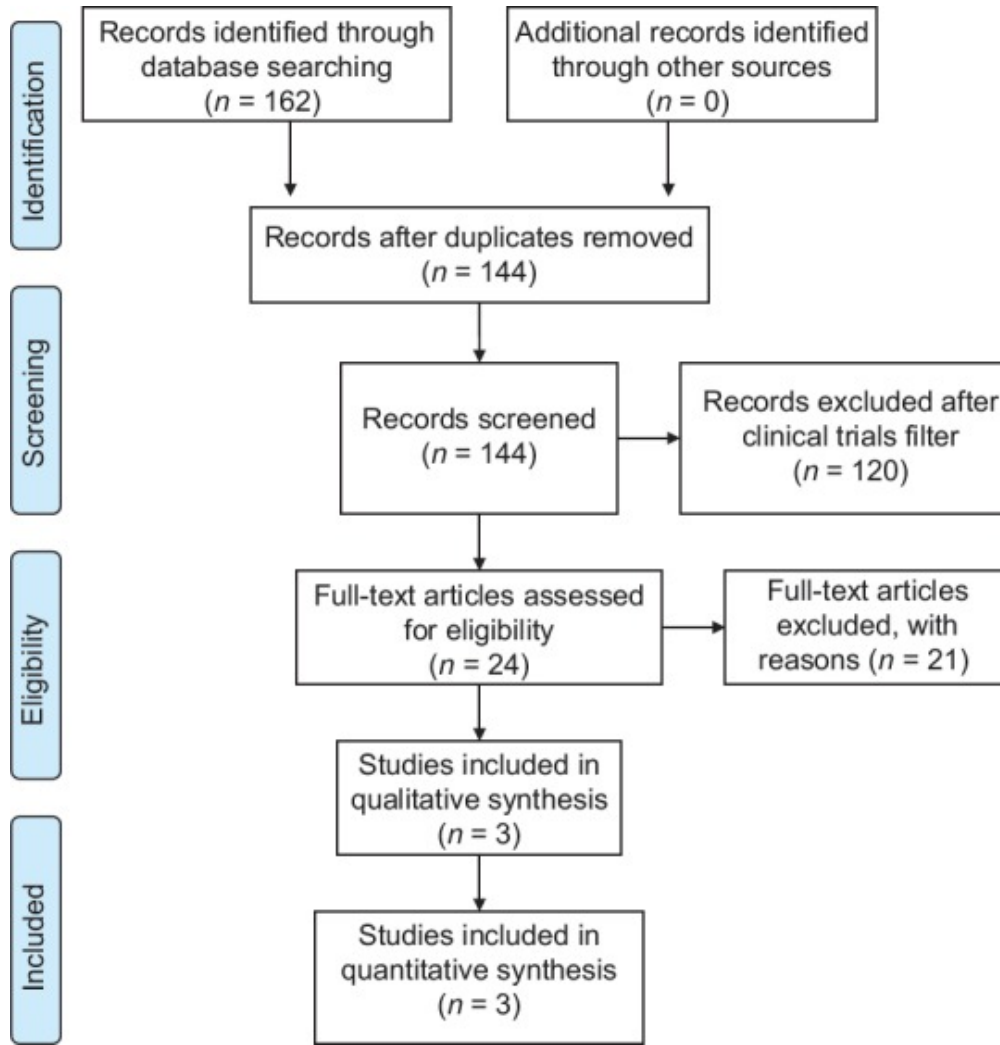 Identification
Records identified through
database searching
(n = 162)
Additional records identified
through other sources
(n = 0)
Records after duplicates removed
(n = 144)
Screening
Records screened
(n = 144)
Records excluded after
clinical trials filter
(n = 120)
Eligibility
Full-text articles assessed
for eligibility
(n = 24)
Full-text articles
excluded, with
reasons (n = 21)
Studies included in
qualitative synthesis
(n = 3)
Included
Studies included in
quantitative synthesis
(n = 3)